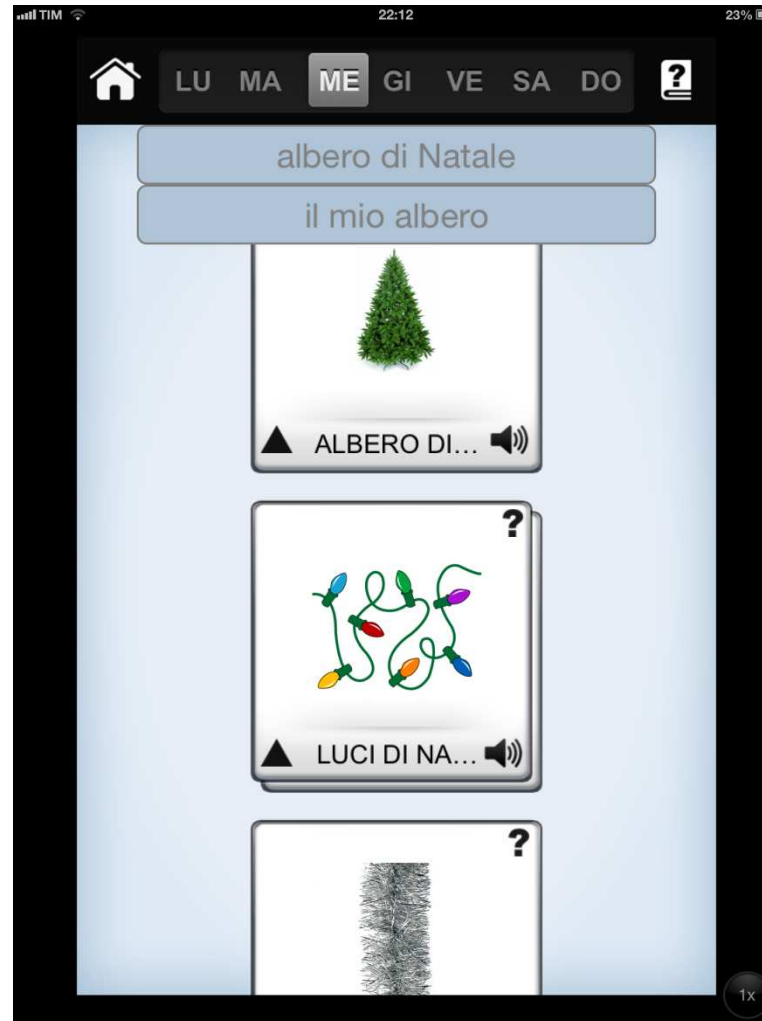 TIM 22:12 23%
LU MA ME GI VE SA DO ?
albero di Natale
il mio albero
ALBERO DI...
?
LUCI DI NA...
?
1x